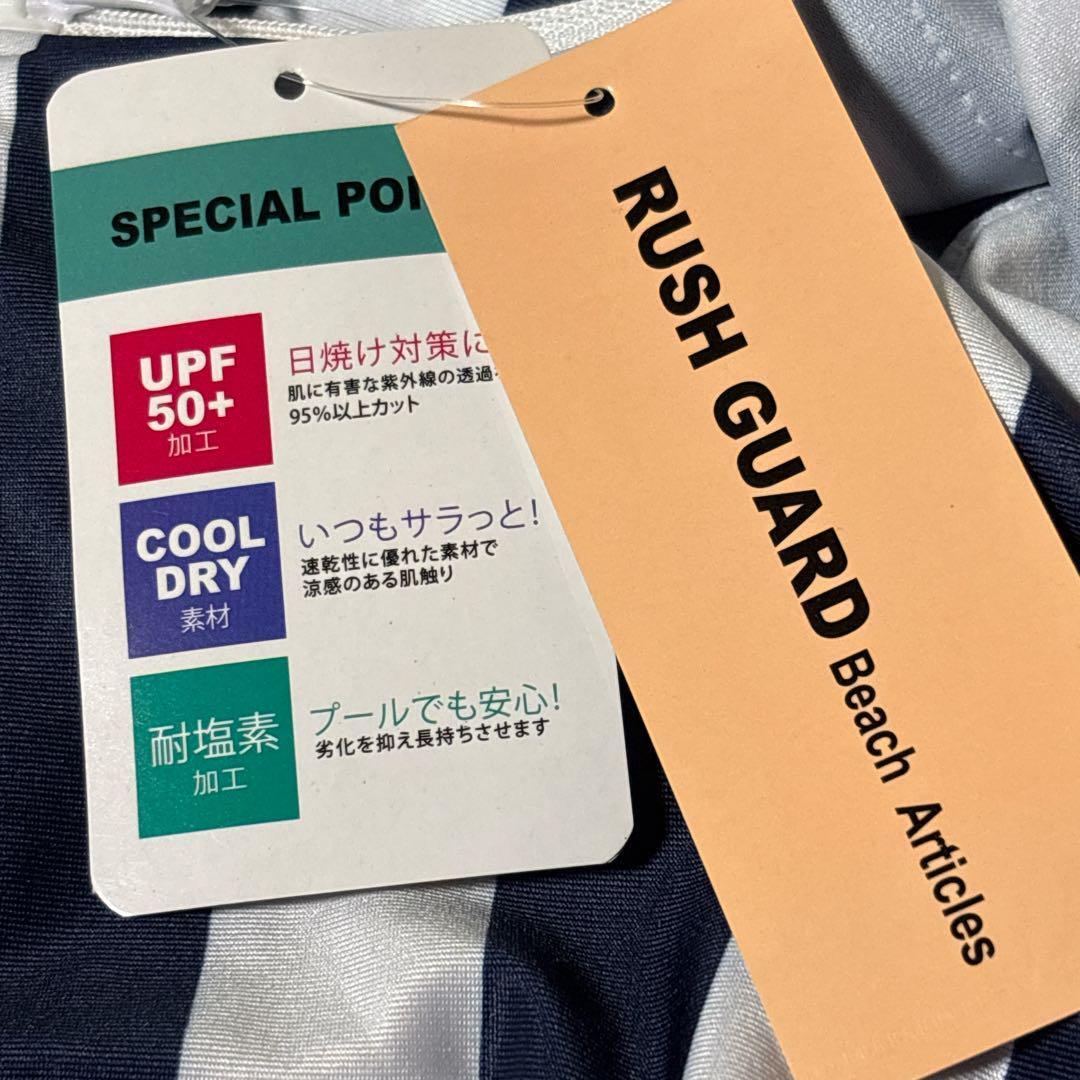 SPECIAL POI
UPF
50+
加工
日焼け対策に
肌に有害な紫外線の透過
95%以上カット
COOL
DRY
素材
いつもサラっと!
速乾性に優れた素材で
涼感のある肌触り
耐塩素
加工
プールでも安心!
劣化を抑え長持ちさせます
RUSH GUARD Beach Articles